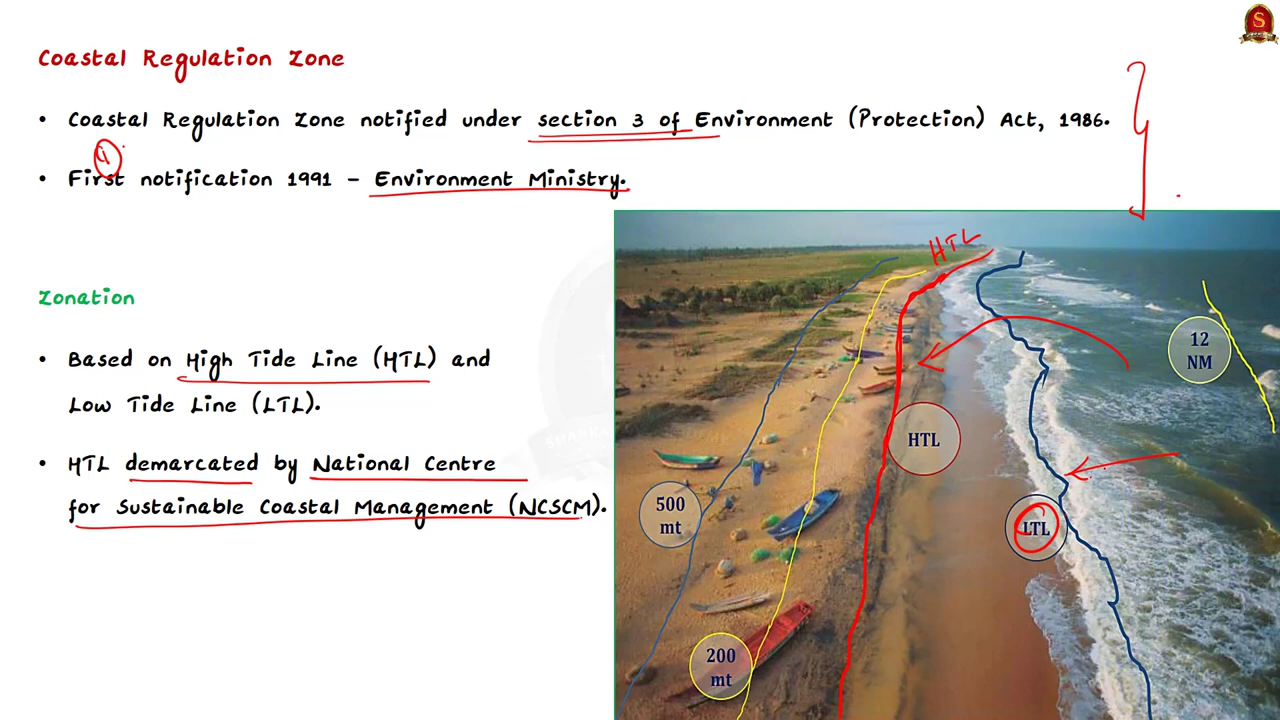 Coastal Regulation Zone
• Coastal Regulation Zone notified under section 3 of Environment (Protection) Act, 1986.
• First notification 1991 – Environment Ministry.
HTL
Zonation
12
NM
• Based on High Tide Line (HTL) and
Low Tide Line (LTL).
HTL
• HTL demarcated by National Centre
for Sustainable Coastal Management (NCSCM).
500
mt
LTL
200
mt